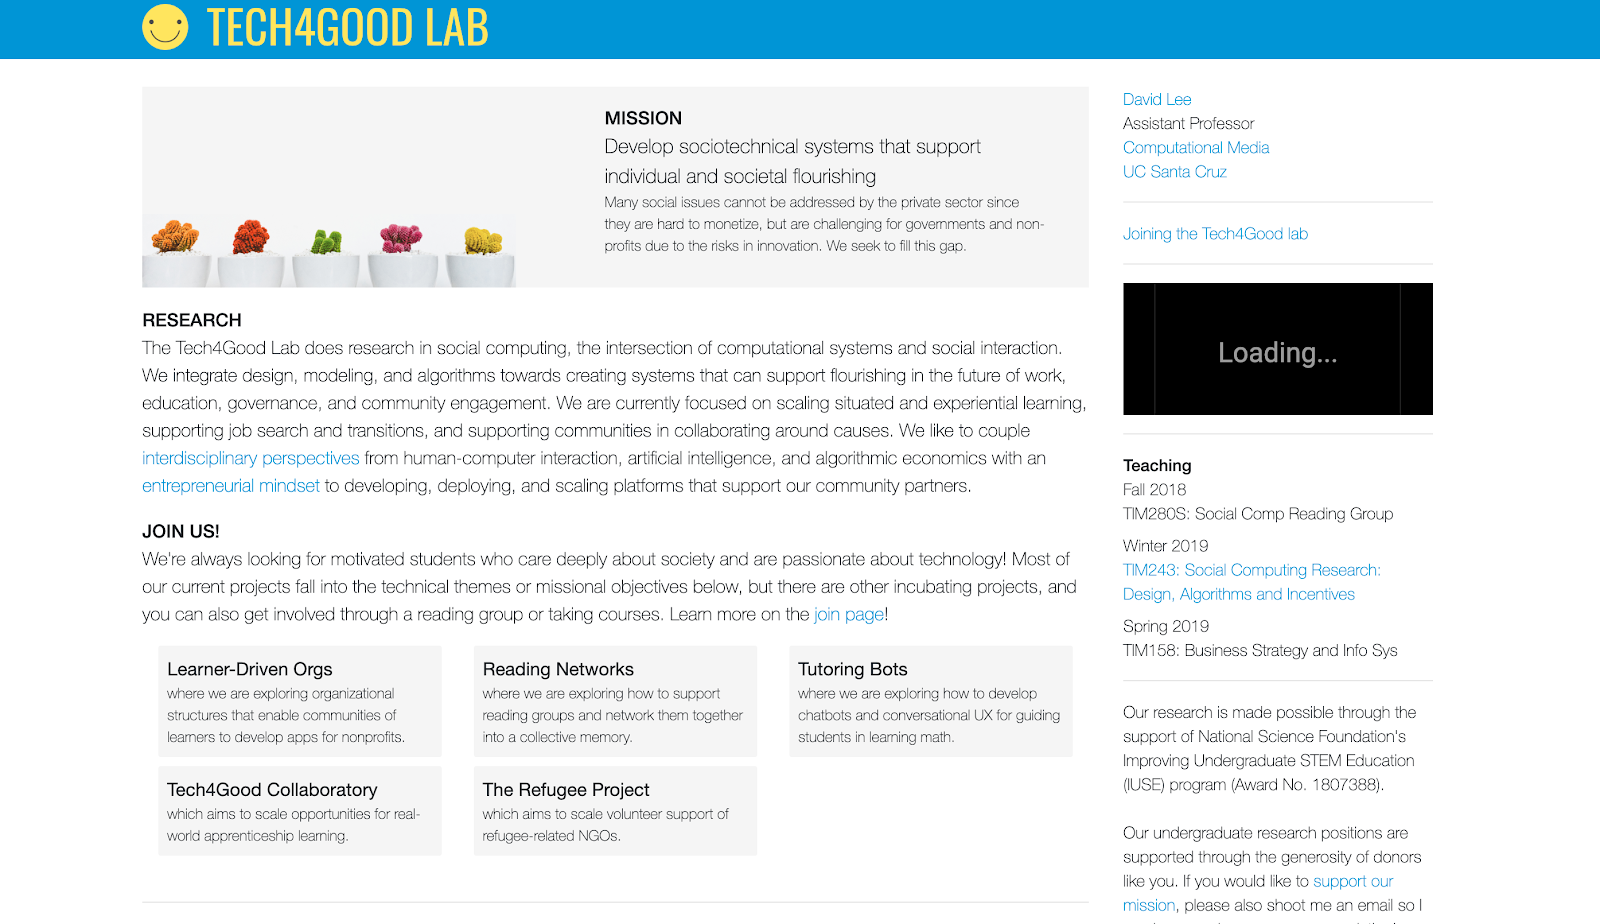 TECH4GOOD LAB
MISSION
Develop sociotechnical systems that support
individual and societal flourishing
Many social issues cannot be addressed by the private sector since
they are hard to monetize, but are challenging for governments and non-
profits due to the risks in innovation. We seek to fill this gap.
RESEARCH
The Tech4Good Lab does research in social computing, the intersection of computational systems and social interaction.
We integrate design, modeling, and algorithms towards creating systems that can support flourishing in the future of work,
education, governance, and community engagement. We are currently focused on scaling situated and experiential learning,
supporting job search and transitions, and supporting communities in collaborating around causes. We like to couple
interdisciplinary perspectives from human-computer interaction, artificial intelligence, and algorithmic economics with an
entrepreneurial mindset to developing, deploying, and scaling platforms that support our community partners.
JOIN US!
We're always looking for motivated students who care deeply about society and are passionate about technology! Most of
our current projects fall into the technical themes or missional objectives below, but there are other incubating projects, and
you can also get involved through a reading group or taking courses. Learn more on the join page!
Learner-Driven Orgs
where we are exploring organizational
structures that enable communities of
learners to develop apps for nonprofits.
Reading Networks
where we are exploring how to support
reading groups and network them together
into a collective memory.
Tutoring Bots
where we are exploring how to develop
chatbots and conversational UX for guiding
students in learning math.
Tech4Good Collaboratory
which aims to scale opportunities for real-
world apprenticeship learning.
The Refugee Project
which aims to scale volunteer support of
refugee-related NGOs.
David Lee
Assistant Professor
Computational Media
UC Santa Cruz
Joining the Tech4Good lab
Loading...
Teaching
Fall 2018
TIM280S: Social Comp Reading Group
Winter 2019
TIM243: Social Computing Research:
Design, Algorithms and Incentives
Spring 2019
TIM158: Business Strategy and Info Sys
Our research is made possible through the
support of National Science Foundation's
Improving Undergraduate STEM Education
(IUSE) program (Award No. 1807388).
Our undergraduate research positions are
supported through the generosity of donors
like you. If you would like to support our
mission, please also shoot me an email so I